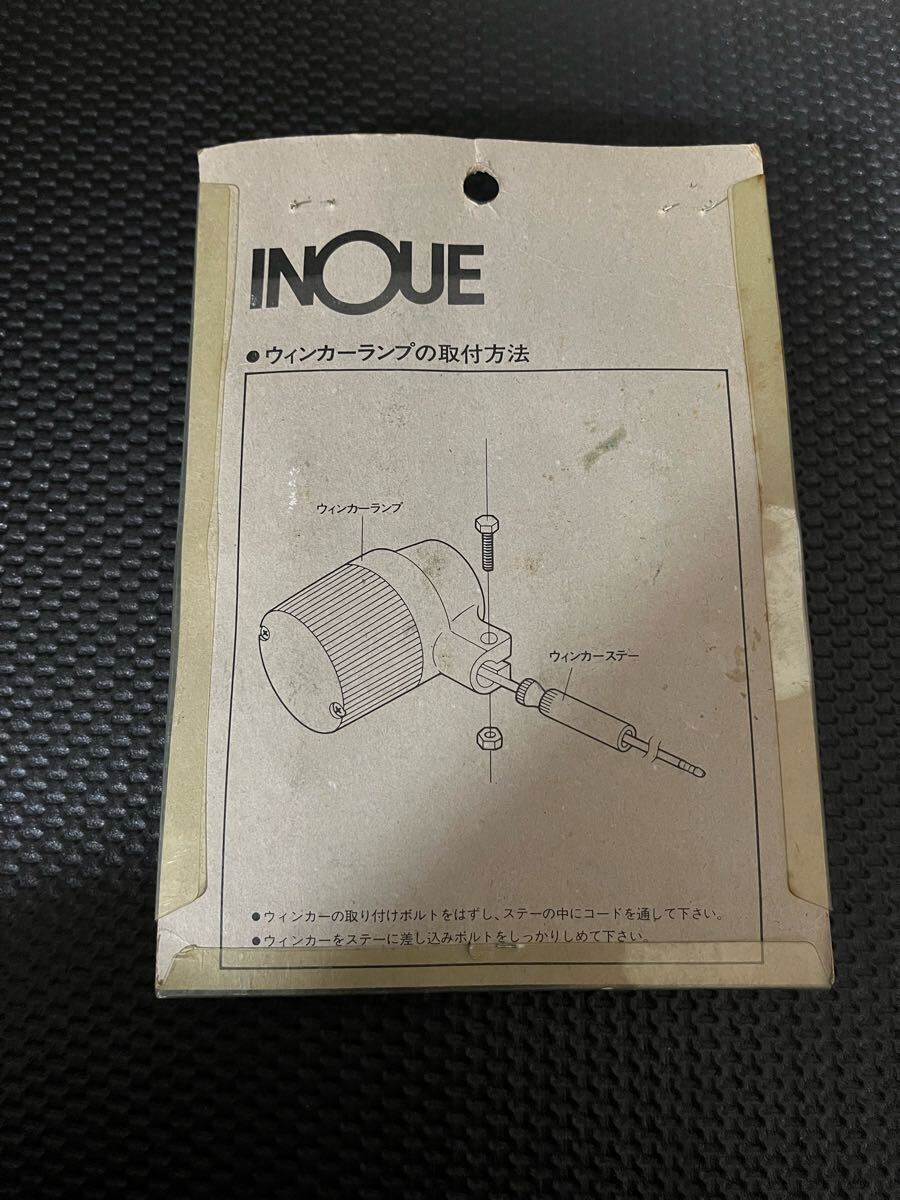 INOUE
●ウィンカーランプの取付方法
ウィンカーランプ
ウィンカーステー
●ウィンカーの取り付けボルトをはずし、ステーの中にコードを通して下さい。
●ウィンカーをステーに差し込みボルトをしっかりしめて下さい。